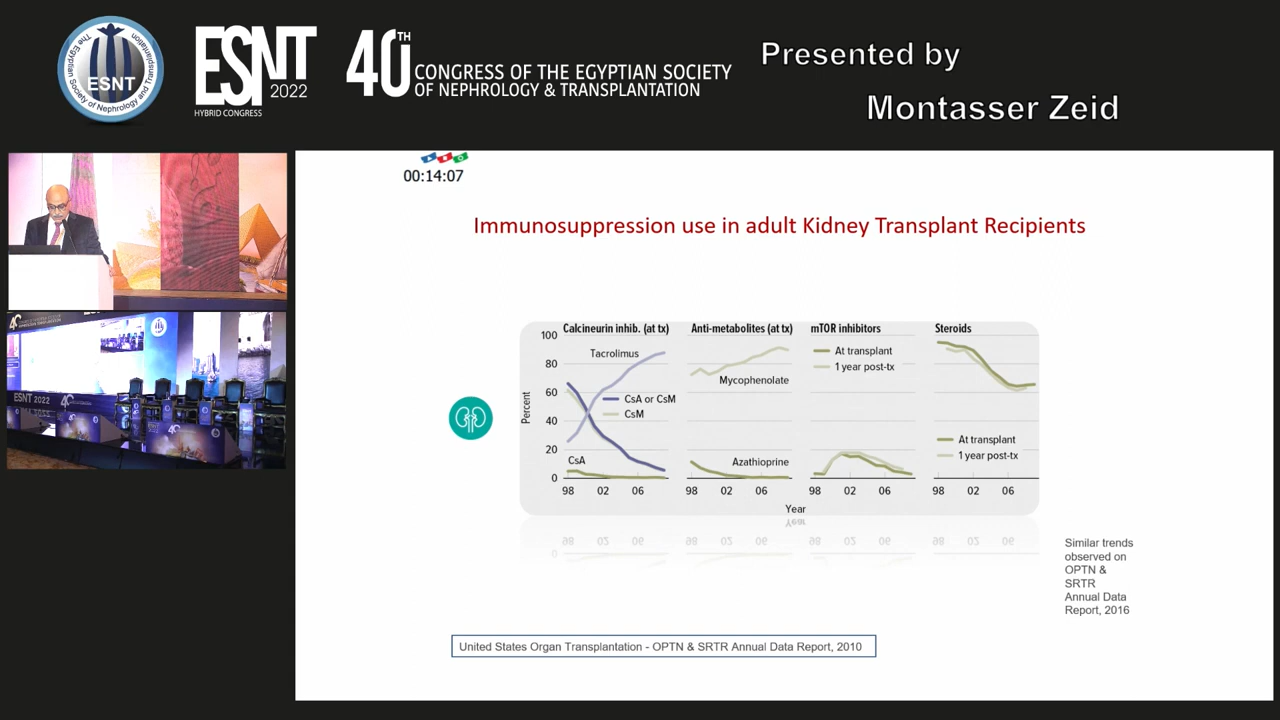 The Egyptian Society of Nephrology and Transplantation
ESNT
ESNT
2022
HYBRID CONGRESS
40TH
CONGRESS OF THE EGYPTIAN SOCIETY
OF NEPHROLOGY & TRANSPLANTATION
Presented by
Montasser Zeid
00:14:07
Immunosuppression use in adult Kidney Transplant Recipients
Calcineurin inhib. (at tx)
Anti-metabolites (at tx)
mTOR inhibitors
Steroids
Percent
100
80
60
40
20
0
Tacrolimus
CsA or CsM
CsM
CsA
98 02 06
Mycophenolate
Azathioprine
98 02 06
At transplant
1 year post-tx
98 02 06
At transplant
1 year post-tx
98 02 06
Year
Similar trends
observed on
OPTN &
SRTR
Annual Data
Report, 2016
United States Organ Transplantation - OPTN & SRTR Annual Data Report, 2010
ESNT 2022
40